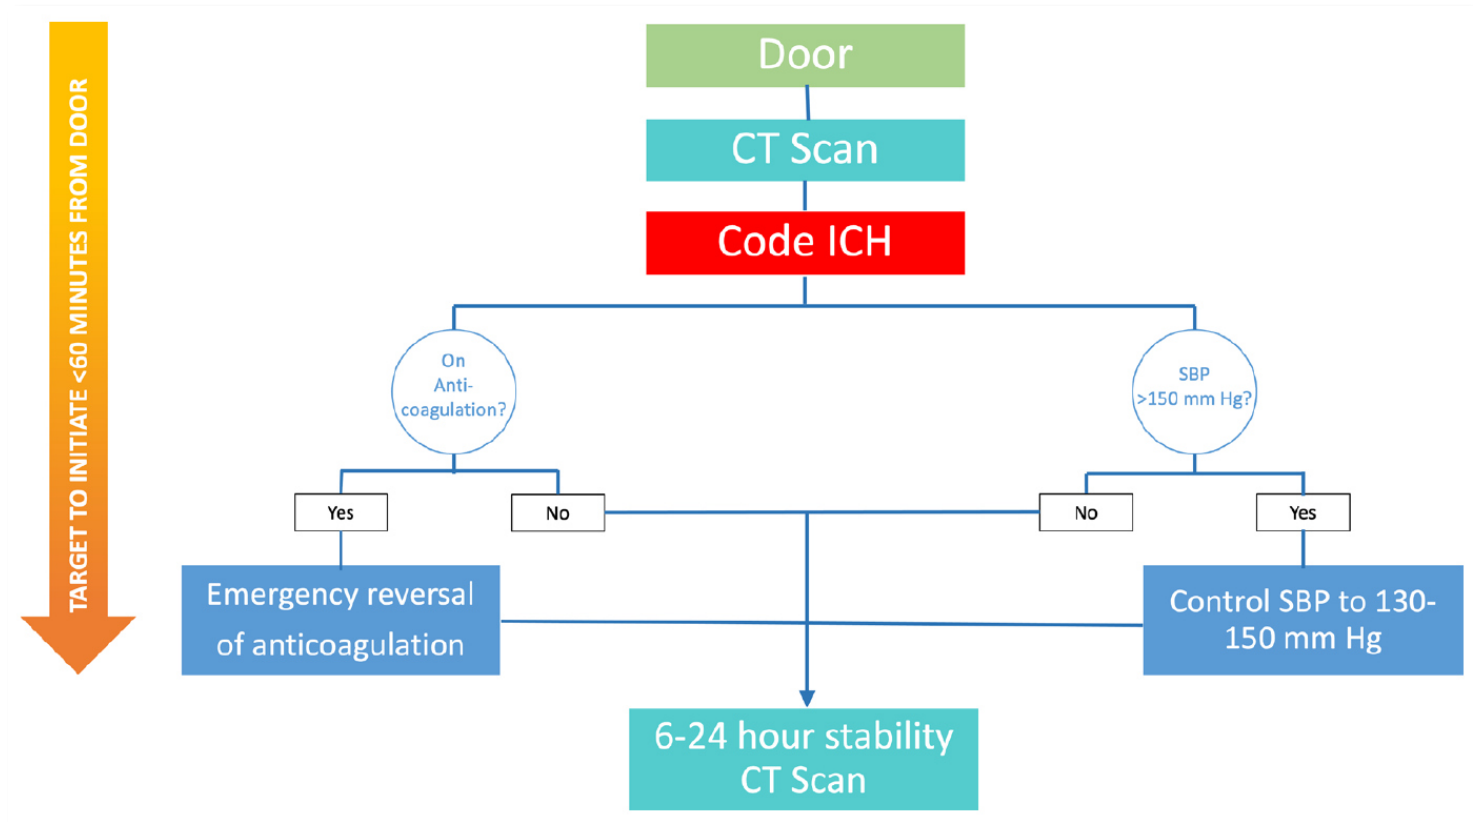 TARGET TO INITIATE <60 MINUTES FROM DOOR
Door
CT Scan
Code ICH
On
Anti-
coagulation?
SBP
>150 mm Hg?
Yes
No
No
Yes
Emergency reversal
of anticoagulation
Control SBP to 130-
150 mm Hg
6-24 hour stability
CT Scan